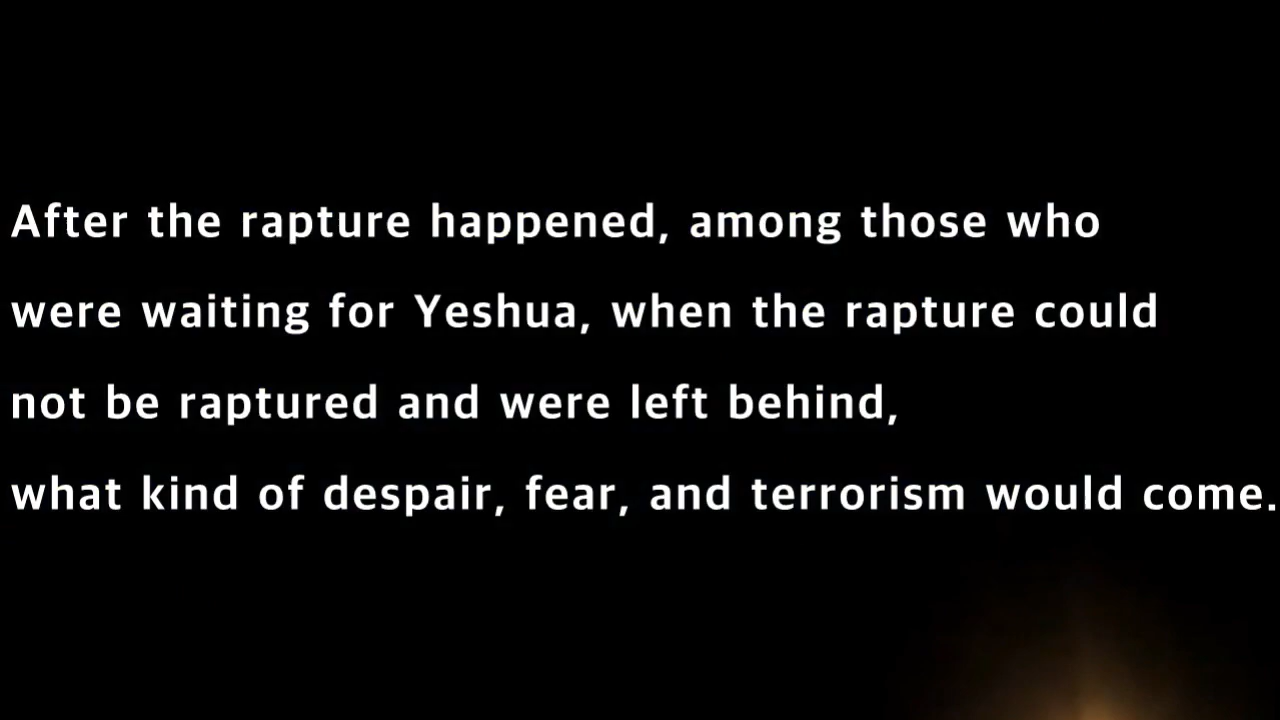 After the rapture happened, among those who
were waiting for Yeshua, when the rapture could
not be raptured and were left behind,
what kind of despair, fear, and terrorism would come.